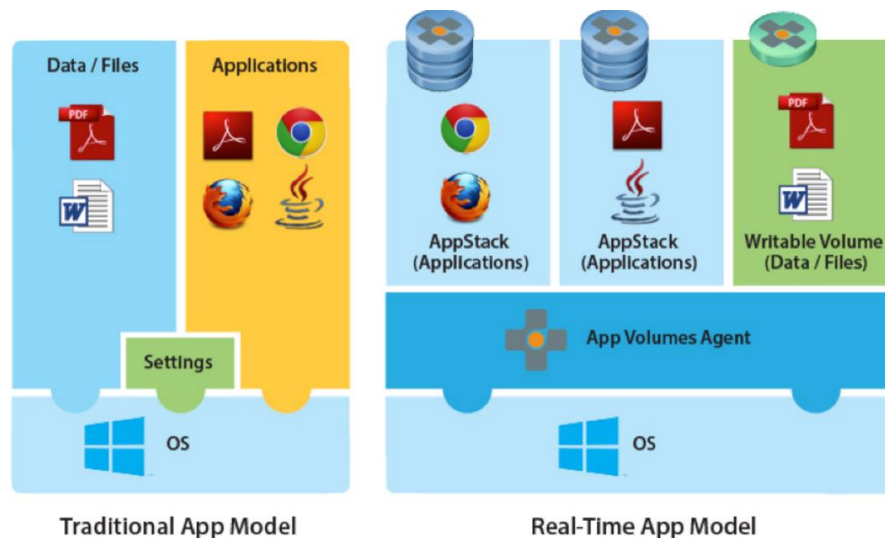 Data / Files
Applications
PDF
W
Settings
OS
Traditional App Model
AppStack
(Applications)
AppStack
(Applications)
PDF
W
Writable Volume
(Data / Files)
App Volumes Agent
OS
Real-Time App Model